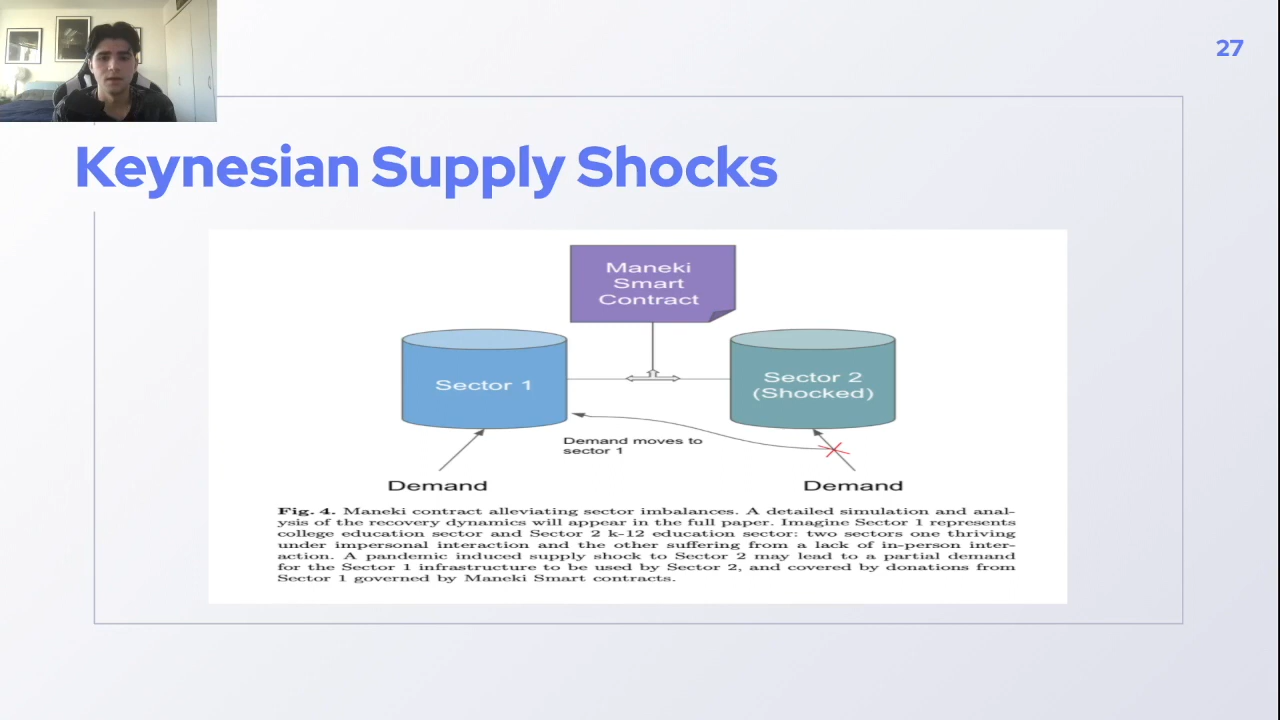 27
Keynesian Supply Shocks
Maneki
Smart
Contract
Sector 1
Sector 2
(Shocked)
Demand moves to
sector 1
Demand
Demand
Fig. 4. Maneki contract alleviating sector imbalances. A detailed simulation and anal-
ysis of the recovery dynamics will appear in the full paper. Imagine Sector 1 represents
college education sector and Sector 2 k-12 education sector: two sectors one thriving
under impersonal interaction and the other suffering from a lack of in-person inter-
action. A pandemic induced supply shock to Sector 2 may lead to a partial demand
for the Sector 1 infrastructure to be used by Sector 2, and covered by donations from
Sector 1 governed by Maneki Smart contracts.